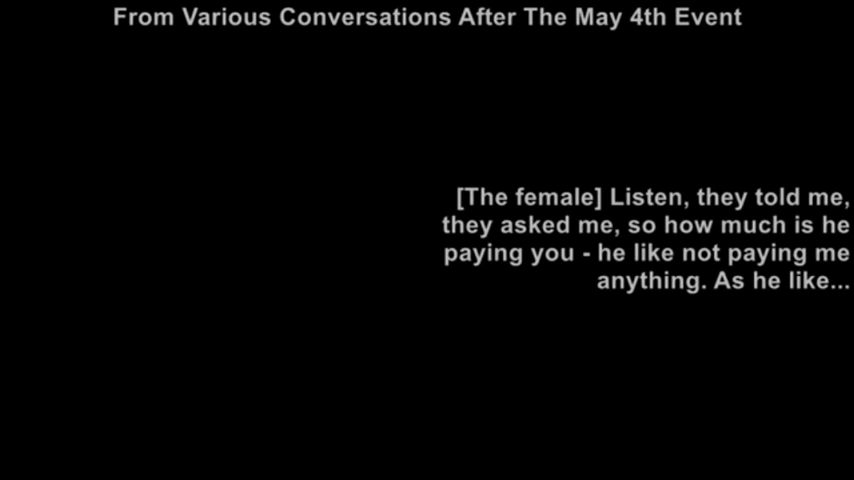 From Various Conversations After The May 4th Event
[The female] Listen, they told me,
they asked me, so how much is he
paying you - he like not paying me
anything. As he like...